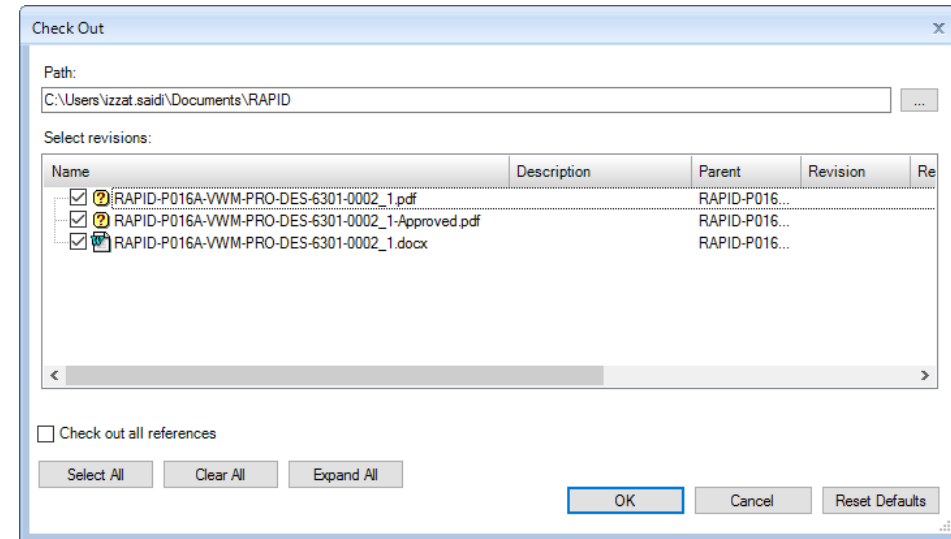 Check Out
x
Path:
C:\Users\izzat.saidi\Documents\RAPID
...
Select revisions:
Name Description Parent Revision Re
RAPID-P016A-VWM-PRO-DES-6301-0002_1.pdf RAPID-P016...
RAPID-P016A-VWM-PRO-DES-6301-0002_1-Approved.pdf RAPID-P016...
RAPID-P016A-VWM-PRO-DES-6301-0002_1.docx RAPID-P016...
Check out all references
Select All Clear All Expand All
OK Cancel Reset Defaults